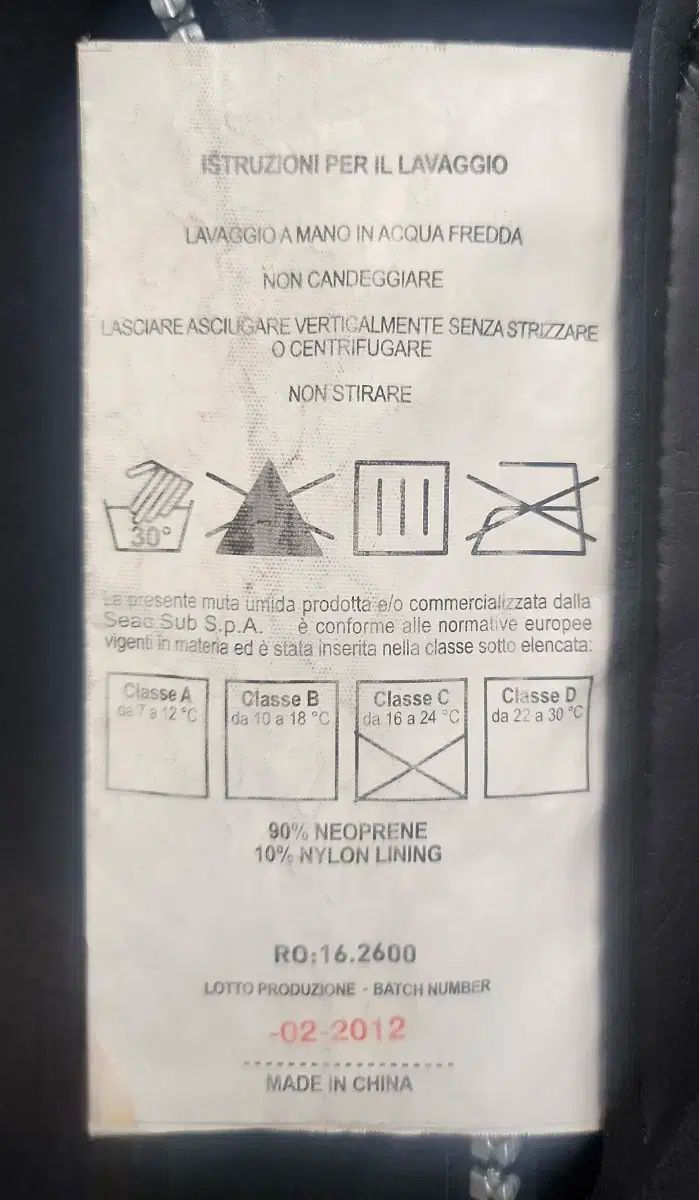 ISTRUZIONI PER IL LAVAGGIO
LAVAGGIO A MANO IN ACQUA FREDDA
NON CANDEGGIARE
LASCIARE ASCIUGARE VERTICALMENTE SENZA STRIZZARE
O CENTRIFUGARE
NON STIRARE
30°
La presente muta umida prodotta e/o commercializzata dalla
Seac Sub S.p.A. è conforme alle normative europee
vigenti in materia ed è stata inserita nella classe sotto elencata:
Classe A Classe B Classe C Classe D
da 7 a 12 °C da 10 a 18 °C da 16 a 24 °C da 22 a 30 °C
90% NEOPRENE
10% NYLON LINING
RO:16.2600
LOTTO PRODUZIONE - BATCH NUMBER
-02-2012
MADE IN CHINA